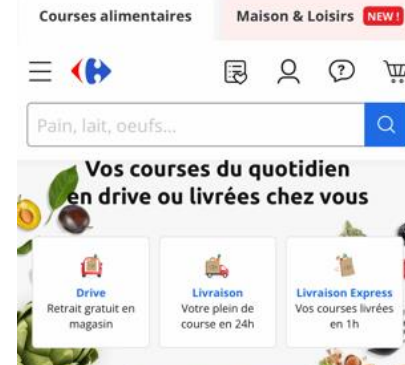 Courses alimentaires
Maison & Loisirs NEW !
Pain, lait, oeufs...
Vos courses du quotidien
en drive ou livrées chez vous
Drive
Retrait gratuit en
magasin
Livraison
Votre plein de
course en 24h
Livraison Express
Vos courses livrées
en 1h